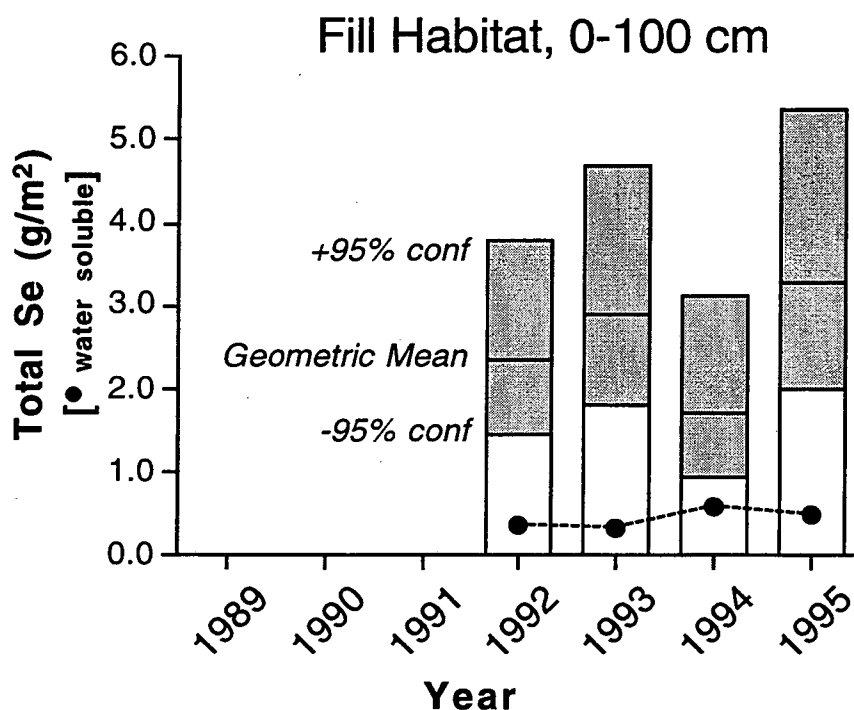 Fill Habitat, 0-100 cm
Total Se (g/m²)
[• water soluble]
6.0
5.0
4.0
3.0
2.0
1.0
0.0
+95% conf
Geometric Mean
-95% conf
1989
1990
1991
1992
1993
1994
1995
Year